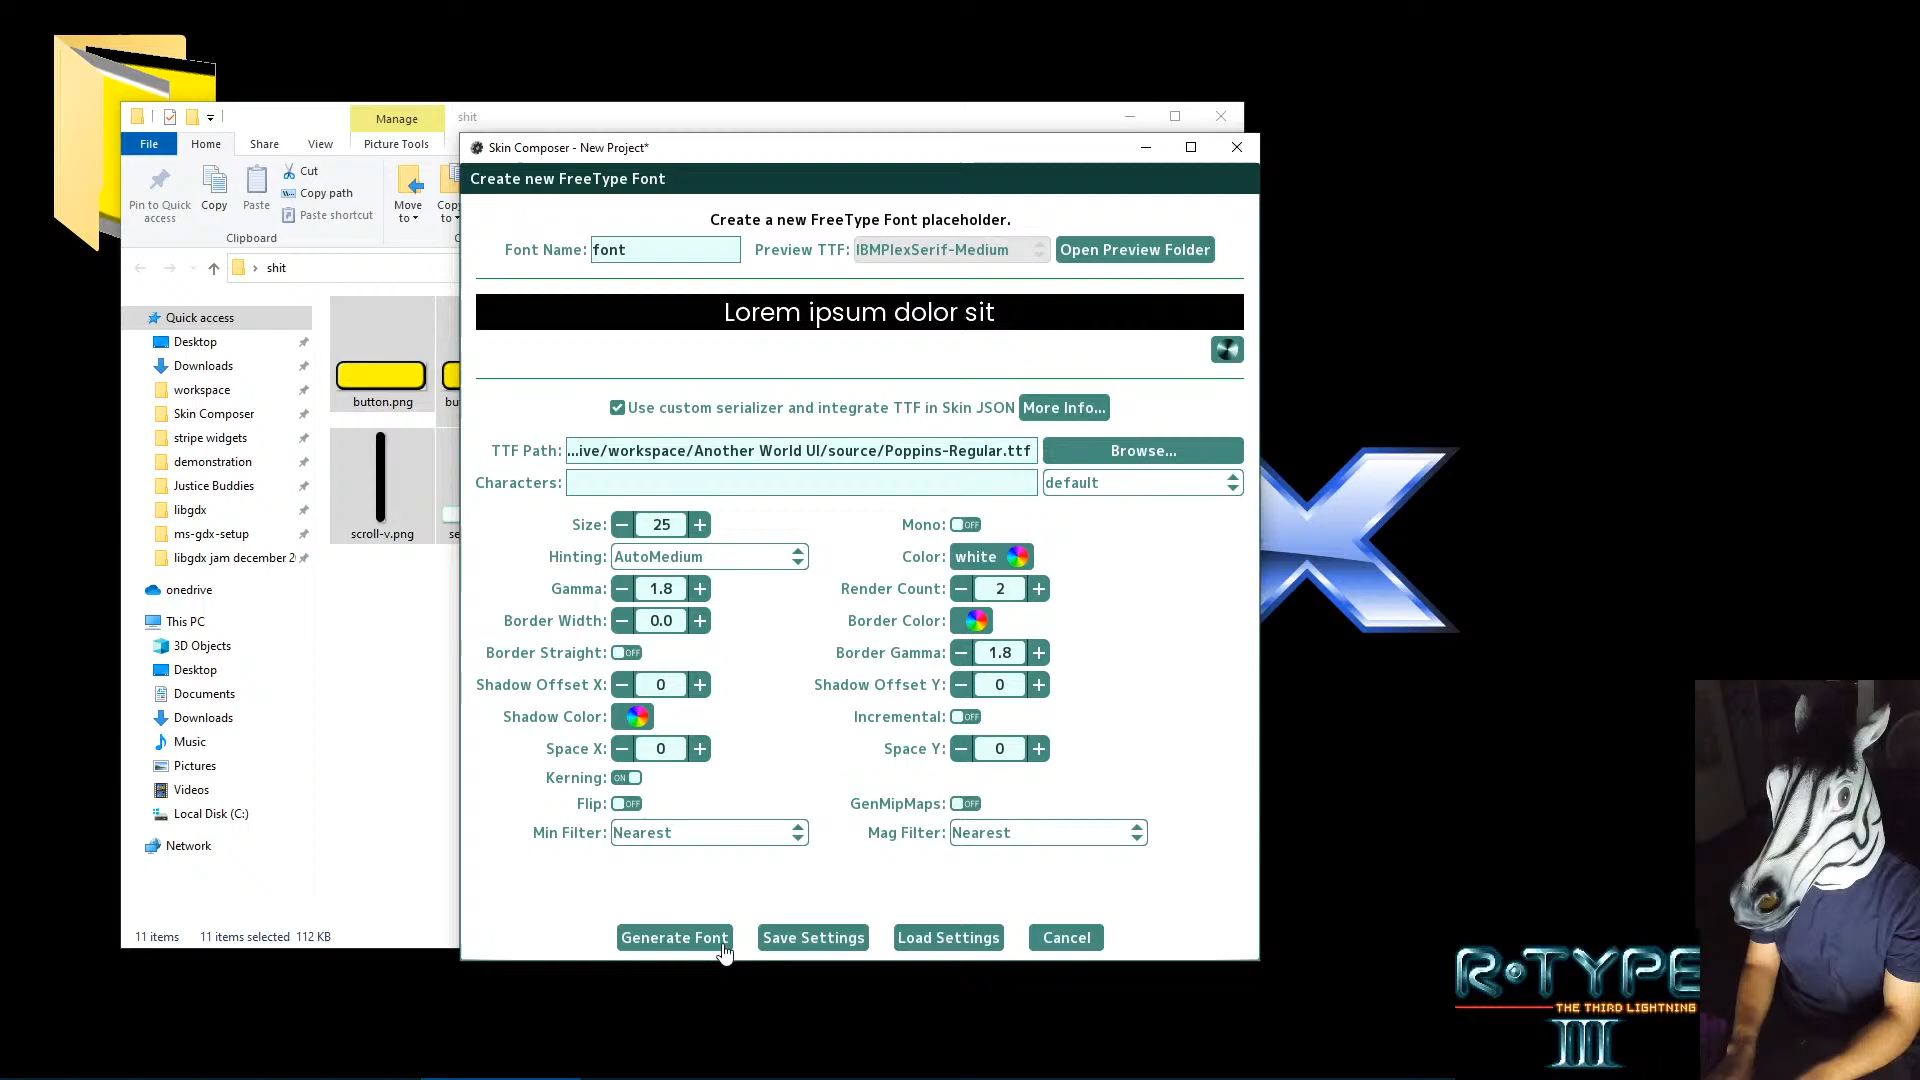 Manage
shit
File
Home
Share
View
Picture Tools
Pin to Quick access
Copy
Paste
Cut
Copy path
Paste shortcut
Move to
Clipboard
shit
Quick access
Desktop
Downloads
workspace
Skin Composer
stripe widgets
demonstration
Justice Buddies
libgdx
ms-gdx-setup
libgdx jam december 2
onedrive
This PC
3D Objects
Desktop
Documents
Downloads
Music
Pictures
Videos
Local Disk (C:)
Network
button.png
scroll-v.png
11 items 11 items selected 112 KB
Skin Composer - New Project*
Create new FreeType Font
Create a new FreeType Font placeholder.
Font Name: font Preview TTF: IBMPlexSerif-Medium Open Preview Folder
Lorem ipsum dolor sit
Use custom serializer and integrate TTF in Skin JSON More Info...
TTF Path: ...ive/workspace/Another World UI/source/Poppins-Regular.ttf Browse...
Characters: default
Size: 25 Mono: OFF
Hinting: AutoMedium Color: white
Gamma: 1.8 Render Count: 2
Border Width: 0.0 Border Color:
Border Straight: OFF Border Gamma: 1.8
Shadow Offset X: 0 Shadow Offset Y: 0
Shadow Color: Incremental: OFF
Space X: 0 Space Y: 0
Kerning: ON
Flip: OFF GenMipMaps: OFF
Min Filter: Nearest Mag Filter: Nearest
Generate Font Save Settings Load Settings Cancel
R·TYPE
THE THIRD LIGHTNING
III